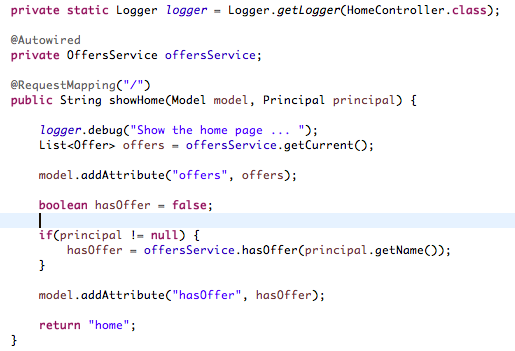 private static Logger logger = Logger.getLogger(HomeController.class);
@Autowired
private OffersService offersService;
@RequestMapping("/")
public String showHome(Model model, Principal principal) {
logger.debug("Show the home page ... ");
List<Offer> offers = offersService.getCurrent();
model.addAttribute("offers", offers);
boolean hasOffer = false;
if(principal != null) {
hasOffer = offersService.hasOffer(principal.getName());
}
model.addAttribute("hasOffer", hasOffer);
return "home";
}